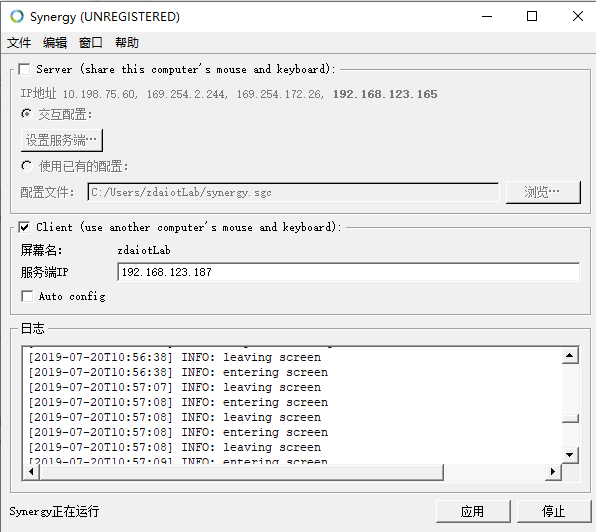 Synergy (UNREGISTERED)
文件 编辑 窗口 帮助
Server (share this computer's mouse and keyboard):
IP地址 10.198.75.60, 169.254.2.244, 169.254.172.26, 192.168.123.165
交互配置:
设置服务端…
使用已有的配置:
配置文件: C:/Users/zdaiotLab/synergy.sgc 浏览…
Client (use another computer's mouse and keyboard):
屏幕名: zdaiotLab
服务端IP 192.168.123.187
Auto config
日志
[2019-07-20T10:56:38] INFO: leaving screen
[2019-07-20T10:56:38] INFO: entering screen
[2019-07-20T10:57:07] INFO: leaving screen
[2019-07-20T10:57:08] INFO: entering screen
[2019-07-20T10:57:08] INFO: leaving screen
[2019-07-20T10:57:08] INFO: entering screen
[2019-07-20T10:57:08] INFO: leaving screen
[2019-07-20T10:57:09] INFO: entering screen
Synergy正在运行 应用 停止